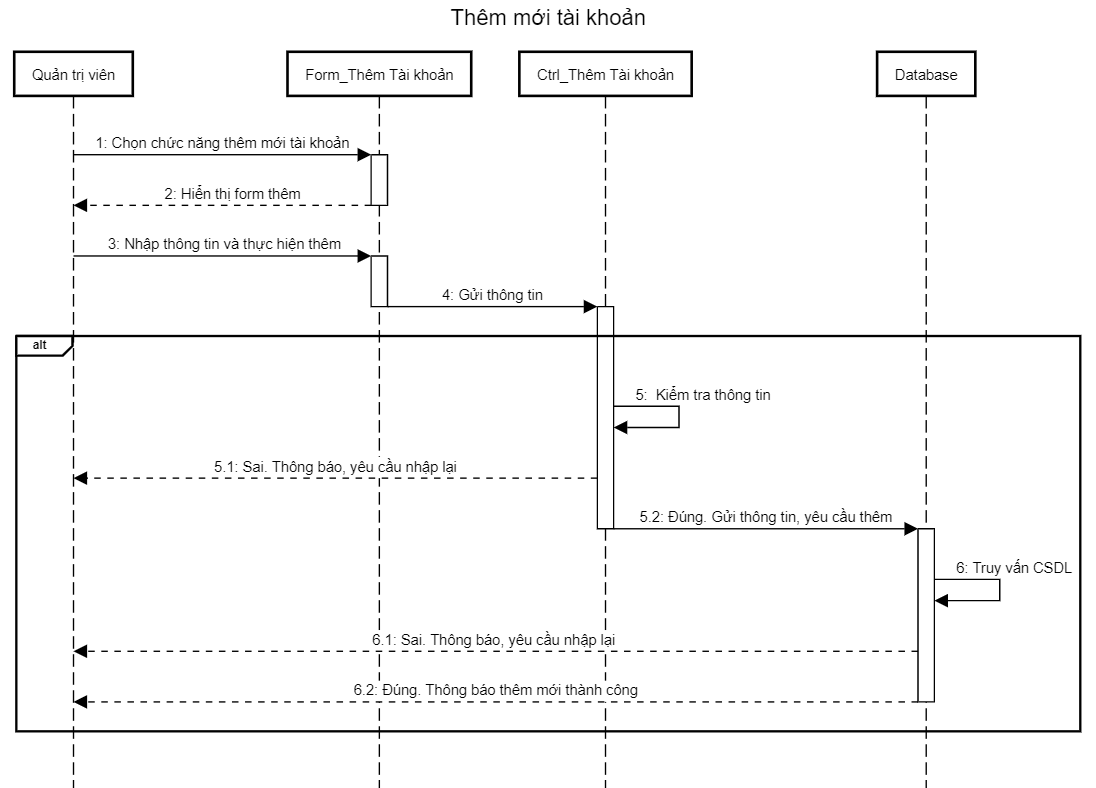 Thêm mới tài khoản
Quản trị viên
Form_Thêm Tài khoản
Ctrl_Thêm Tài khoản
Database
1: Chọn chức năng thêm mới tài khoản
2: Hiển thị form thêm
3: Nhập thông tin và thực hiện thêm
4: Gửi thông tin
alt
5: Kiểm tra thông tin
5.1: Sai. Thông báo, yêu cầu nhập lại
5.2: Đúng. Gửi thông tin, yêu cầu thêm
6: Truy vấn CSDL
6.1: Sai. Thông báo, yêu cầu nhập lại
6.2: Đúng. Thông báo thêm mới thành công